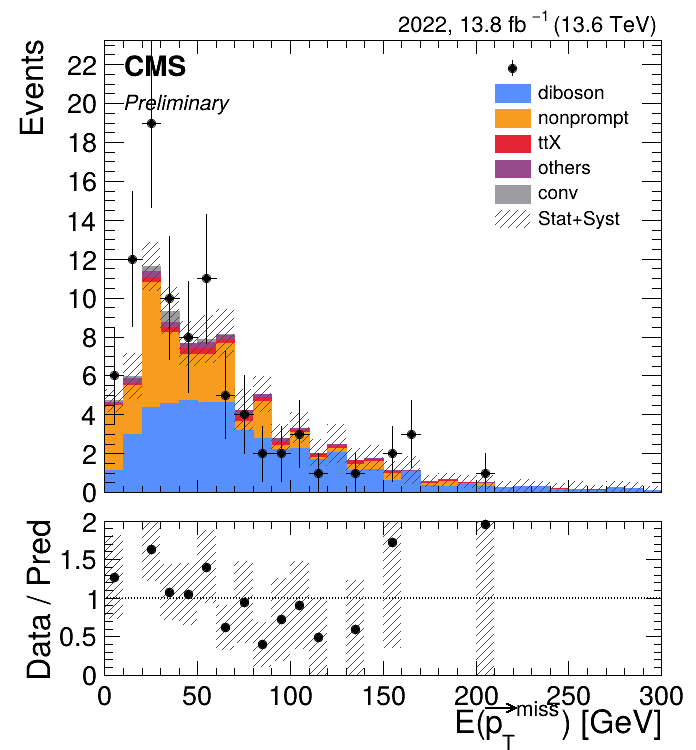 2022, 13.8 fb⁻¹ (13.6 TeV)
CMS
Preliminary
Events
22
20
18
16
14
12
10
8
6
4
2
0
diboson
nonprompt
ttX
others
conv
Stat+Syst
Data / Pred
2
1.5
1
0.5
0
0 50 100 150 200 250 300
E(p⃗_T^miss) [GeV]